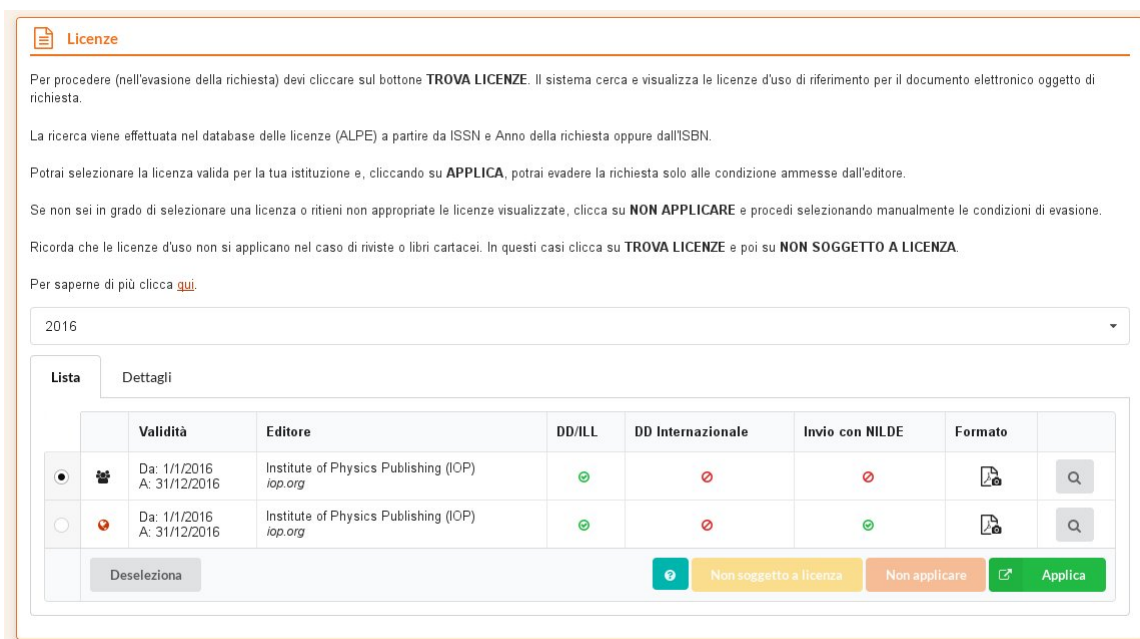 Licenze
Per procedere (nell'evasione della richiesta) devi cliccare sul bottone TROVA LICENZE. Il sistema cerca e visualizza le licenze d'uso di riferimento per il documento elettronico oggetto di
richiesta.
La ricerca viene effettuata nel database delle licenze (ALPE) a partire da ISSN e Anno della richiesta oppure dall'ISBN.
Potrai selezionare la licenza valida per la tua istituzione e, cliccando su APPLICA, potrai evadere la richiesta solo alle condizione ammesse dall'editore.
Se non sei in grado di selezionare una licenza o ritieni non appropriate le licenze visualizzate, clicca su NON APPLICARE e procedi selezionando manualmente le condizioni di evasione.
Ricorda che le licenze d'uso non si applicano nel caso di riviste o libri cartacei. In questi casi clicca su TROVA LICENZE e poi su NON SOGGETTO A LICENZA.
Per saperne di più clicca qui.
2016
Lista Dettagli
Validità Editore DD/ILL DD Internazionale Invio con NILDE Formato
Da: 1/1/2016 Institute of Physics Publishing (IOP)
A: 31/12/2016 iop.org
Da: 1/1/2016 Institute of Physics Publishing (IOP)
A: 31/12/2016 iop.org
Deseleziona Non soggetto a licenza Non applicare Applica